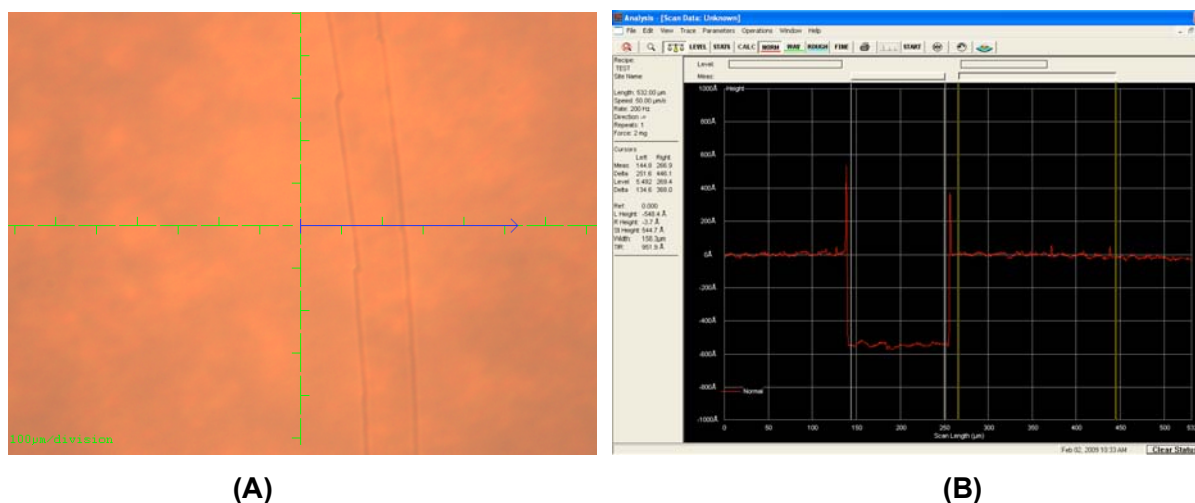 100µm/division
(A)
Analysis - [Scan Data: Unknown]
File Edit View Trace Parameters Operations Window Help
LEVEL STATS CALC NORM WAV ROUGH FINE START
Recipe:
TEST
Site Name
Length: 532.00 µm
Speed: 50.00 µm/s
Rate: 200 Hz
Direction ->
Repeats: 1
Force: 2 mg
Cursors
Left Right
Meas 144.8 266.9
Delta 251.6 446.1
Level 5.492 269.4
Delta 134.6 368.0
Ref: 0.000
L Height: -548.4 Å
R Height: -3.7 Å
St Height: 544.7 Å
Width: 158.3µm
TIR: 951.9 Å
Level:
Meas:
Height
1000Å
800Å
600Å
400Å
200Å
0Å
-200Å
-400Å
-600Å
-800Å
-1000Å
Normal
0 50 100 150 200 250 300 350 400 450 500
Scan Length (µm)
Feb 02, 2009 10:33 AM Clear Status
(B)